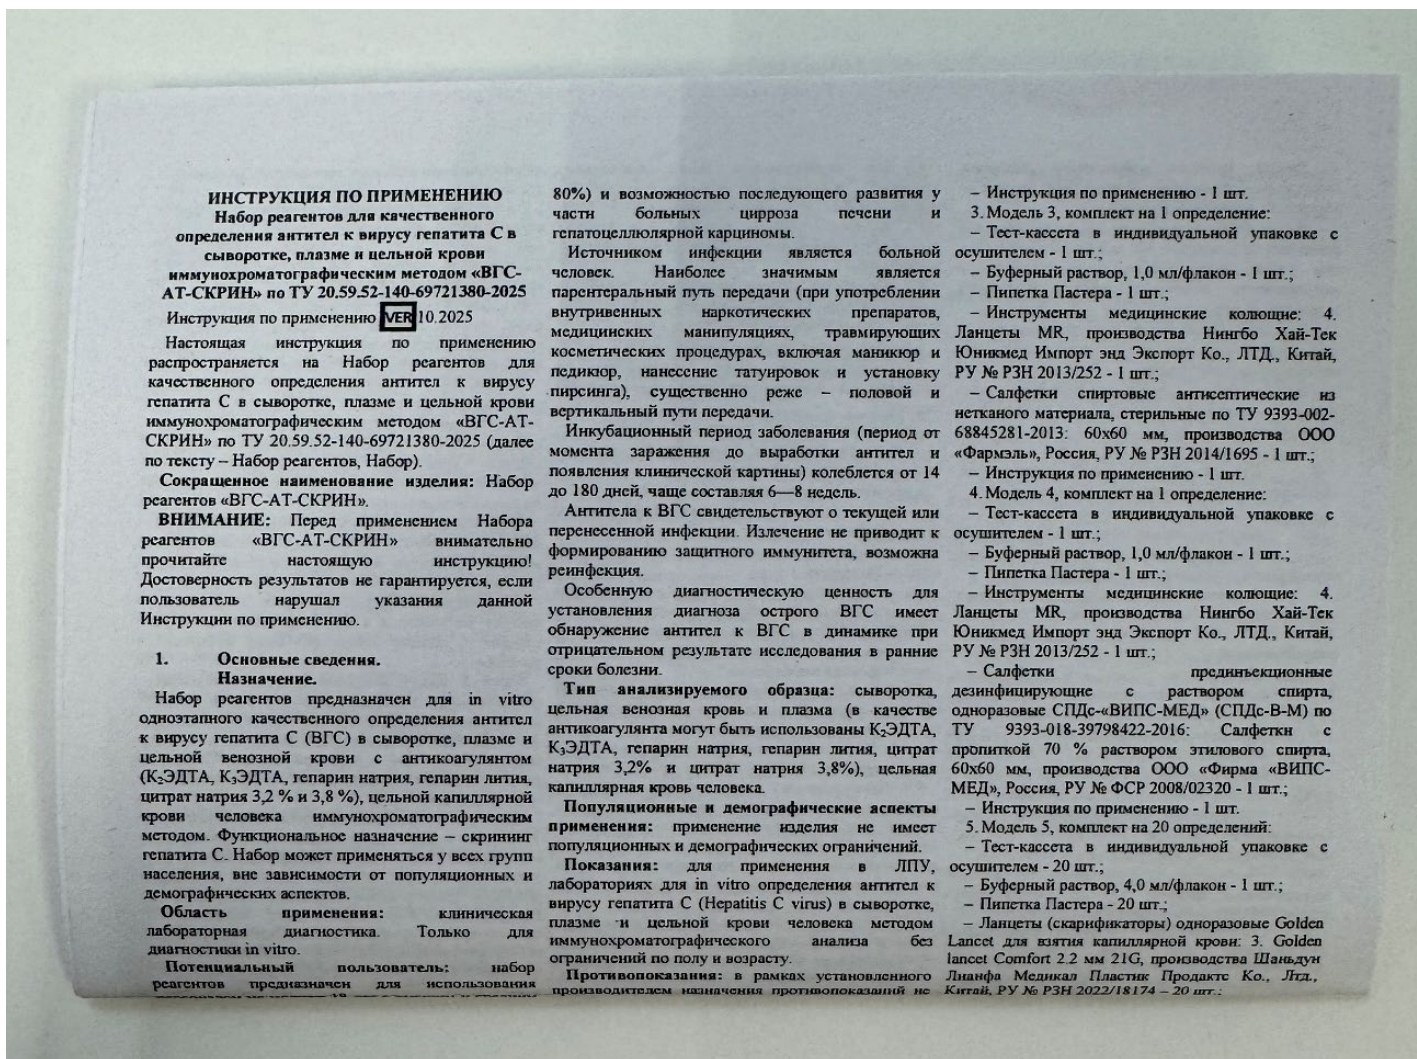 ИНСТРУКЦИЯ ПО ПРИМЕНЕНИЮ
Набор реагентов для качественного
определения антител к вирусу гепатита С в
сыворотке, плазме и цельной крови
иммунохроматографическим методом «ВГС-
АТ-СКРИН» по ТУ 20.59.52-140-69721380-2025
Инструкция по применению VER 10.2025
Настоящая инструкция по применению
распространяется на Набор реагентов для
качественного определения антител к вирусу
гепатита С в сыворотке, плазме и цельной крови
иммунохроматографическим методом «ВГС-АТ-
СКРИН» по ТУ 20.59.52-140-69721380-2025 (далее
по тексту – Набор реагентов, Набор).
Сокращенное наименование изделия: Набор
реагентов «ВГС-АТ-СКРИН».
ВНИМАНИЕ: Перед применением Набора
реагентов «ВГС-АТ-СКРИН» внимательно
прочитайте настоящую инструкцию!
Достоверность результатов не гарантируется, если
пользователь нарушал указания данной
Инструкции по применению.
1. Основные сведения.
Назначение.
Набор реагентов предназначен для in vitro
одноэтапного качественного определения антител
к вирусу гепатита С (ВГС) в сыворотке, плазме и
цельной венозной крови с антикоагулянтом
(К₂ЭДТА, К₃ЭДТА, гепарин натрия, гепарин лития,
цитрат натрия 3,2 % и 3,8 %), цельной капиллярной
крови человека иммунохроматографическим
методом. Функциональное назначение – скрининг
гепатита С. Набор может применяться у всех групп
населения, вне зависимости от популяционных и
демографических аспектов.
Область применения: клиническая
лабораторная диагностика. Только для
диагностики in vitro.
Потенциальный пользователь: набор
реагентов предназначен для использования
80%) и возможностью последующего развития у
части больных цирроза печени и
гепатоцеллюлярной карциномы.
Источником инфекции является больной
человек. Наиболее значимым является
парентеральный путь передачи (при употреблении
внутривенных наркотических препаратов,
медицинских манипуляциях, травмирующих
косметических процедурах, включая маникюр и
педикюр, нанесение татуировок и установку
пирсинга), существенно реже – половой и
вертикальный пути передачи.
Инкубационный период заболевания (период от
момента заражения до выработки антител и
появления клинической картины) колеблется от 14
до 180 дней, чаще составляя 6—8 недель.
Антитела к ВГС свидетельствуют о текущей или
перенесенной инфекции. Излечение не приводит к
формированию защитного иммунитета, возможна
реинфекция.
Особенную диагностическую ценность для
установления диагноза острого ВГС имеет
обнаружение антител к ВГС в динамике при
отрицательном результате исследования в ранние
сроки болезни.
Тип анализируемого образца: сыворотка,
цельная венозная кровь и плазма (в качестве
антикоагулянта могут быть использованы К₂ЭДТА,
К₃ЭДТА, гепарин натрия, гепарин лития, цитрат
натрия 3,2% и цитрат натрия 3,8%), цельная
капиллярная кровь человека.
Популяционные и демографические аспекты
применения: применение изделия не имеет
популяционных и демографических ограничений.
Показания: для применения в ЛПУ,
лабораториях для in vitro определения антител к
вирусу гепатита С (Hepatitis C virus) в сыворотке,
плазме и цельной крови человека методом
иммунохроматографического анализа без
ограничений по полу и возрасту.
Противопоказания: в рамках установленного
производителем назначения противопоказаний не
– Инструкция по применению - 1 шт.
3. Модель 3, комплект на 1 определение:
– Тест-кассета в индивидуальной упаковке с
осушителем - 1 шт.;
– Буферный раствор, 1,0 мл/флакон - 1 шт.;
– Пипетка Пастера - 1 шт.;
– Инструменты медицинские колющие: 4.
Ланцеты MR, производства Нингбо Хай-Тек
Юникмед Импорт энд Экспорт Ко., ЛТД., Китай,
РУ № РЗН 2013/252 - 1 шт.;
– Салфетки спиртовые антисептические из
нетканого материала, стерильные по ТУ 9393-002-
68845281-2013: 60x60 мм, производства ООО
«Фармэль», Россия, РУ № РЗН 2014/1695 - 1 шт.;
– Инструкция по применению - 1 шт.
4. Модель 4, комплект на 1 определение:
– Тест-кассета в индивидуальной упаковке с
осушителем - 1 шт.;
– Буферный раствор, 1,0 мл/флакон - 1 шт.;
– Пипетка Пастера - 1 шт.;
– Инструменты медицинские колющие: 4.
Ланцеты MR, производства Нингбо Хай-Тек
Юникмед Импорт энд Экспорт Ко., ЛТД., Китай,
РУ № РЗН 2013/252 - 1 шт.;
– Салфетки прединъекционные
дезинфицирующие с раствором спирта,
одноразовые СПДс-«ВИПС-МЕД» (СПДс-В-М) по
ТУ 9393-018-39798422-2016: Салфетки с
пропиткой 70 % раствором этилового спирта,
60x60 мм, производства ООО «Фирма «ВИПС-
МЕД», Россия, РУ № ФСР 2008/02320 - 1 шт.;
– Инструкция по применению - 1 шт.
5. Модель 5, комплект на 20 определений:
– Тест-кассета в индивидуальной упаковке с
осушителем - 20 шт.;
– Буферный раствор, 4,0 мл/флакон - 1 шт.;
– Пипетка Пастера - 20 шт.;
– Ланцеты (скарификаторы) одноразовые Golden
Lancet для взятия капиллярной крови: 3. Golden
lancet Comfort 2.2 мм 21G, производства Шаньдун
Лианфа Медикал Пластик Продактс Ко., Лтд.,
Китай, РУ № РЗН 2022/18174 – 20 шт.;